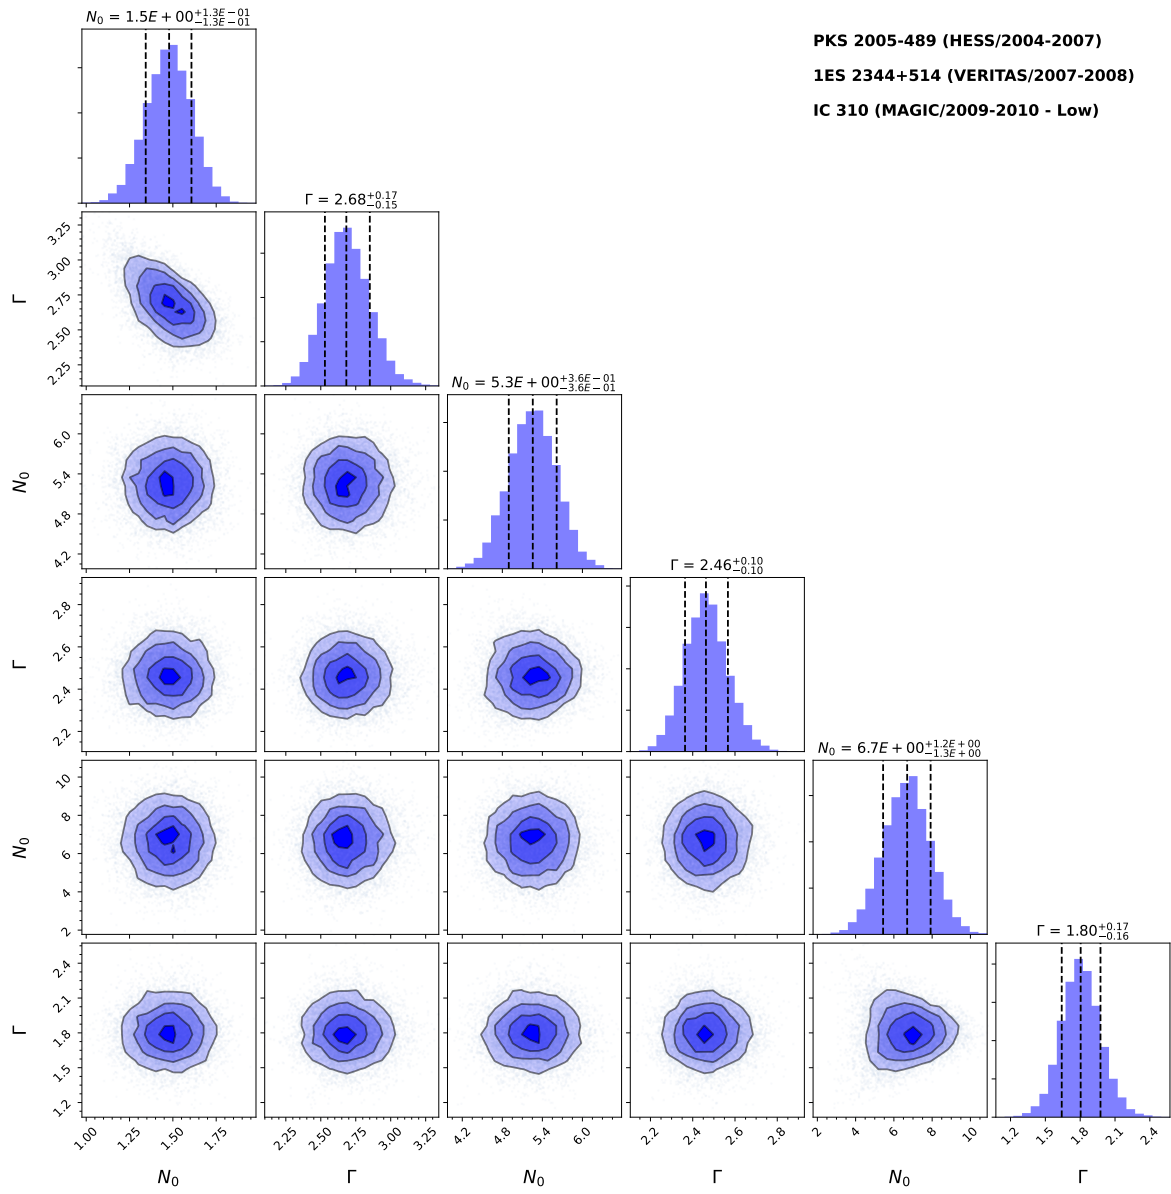 N₀ = 1.5E+00 +1.3E−01 −1.3E−01
PKS 2005-489 (HESS/2004-2007)
1ES 2344+514 (VERITAS/2007-2008)
IC 310 (MAGIC/2009-2010 - Low)
Γ = 2.68 +0.17 −0.15
Γ
3.25
3.00
2.75
2.50
2.25
N₀ = 5.3E+00 +3.6E−01 −3.6E−01
N₀
6.0
5.4
4.8
4.2
Γ = 2.46 +0.10 −0.10
Γ
2.8
2.6
2.4
2.2
N₀ = 6.7E+00 +1.2E+00 −1.3E+00
N₀
10
8
6
4
2
Γ = 1.80 +0.17 −0.16
Γ
2.4
2.1
1.8
1.5
1.2
1.00 1.25 1.50 1.75 2.25 2.50 2.75 3.00 3.25 4.2 4.8 5.4 6.0 2.2 2.4 2.6 2.8 2 4 6 8 10 1.2 1.5 1.8 2.1 2.4
N₀ Γ N₀ Γ N₀ Γ